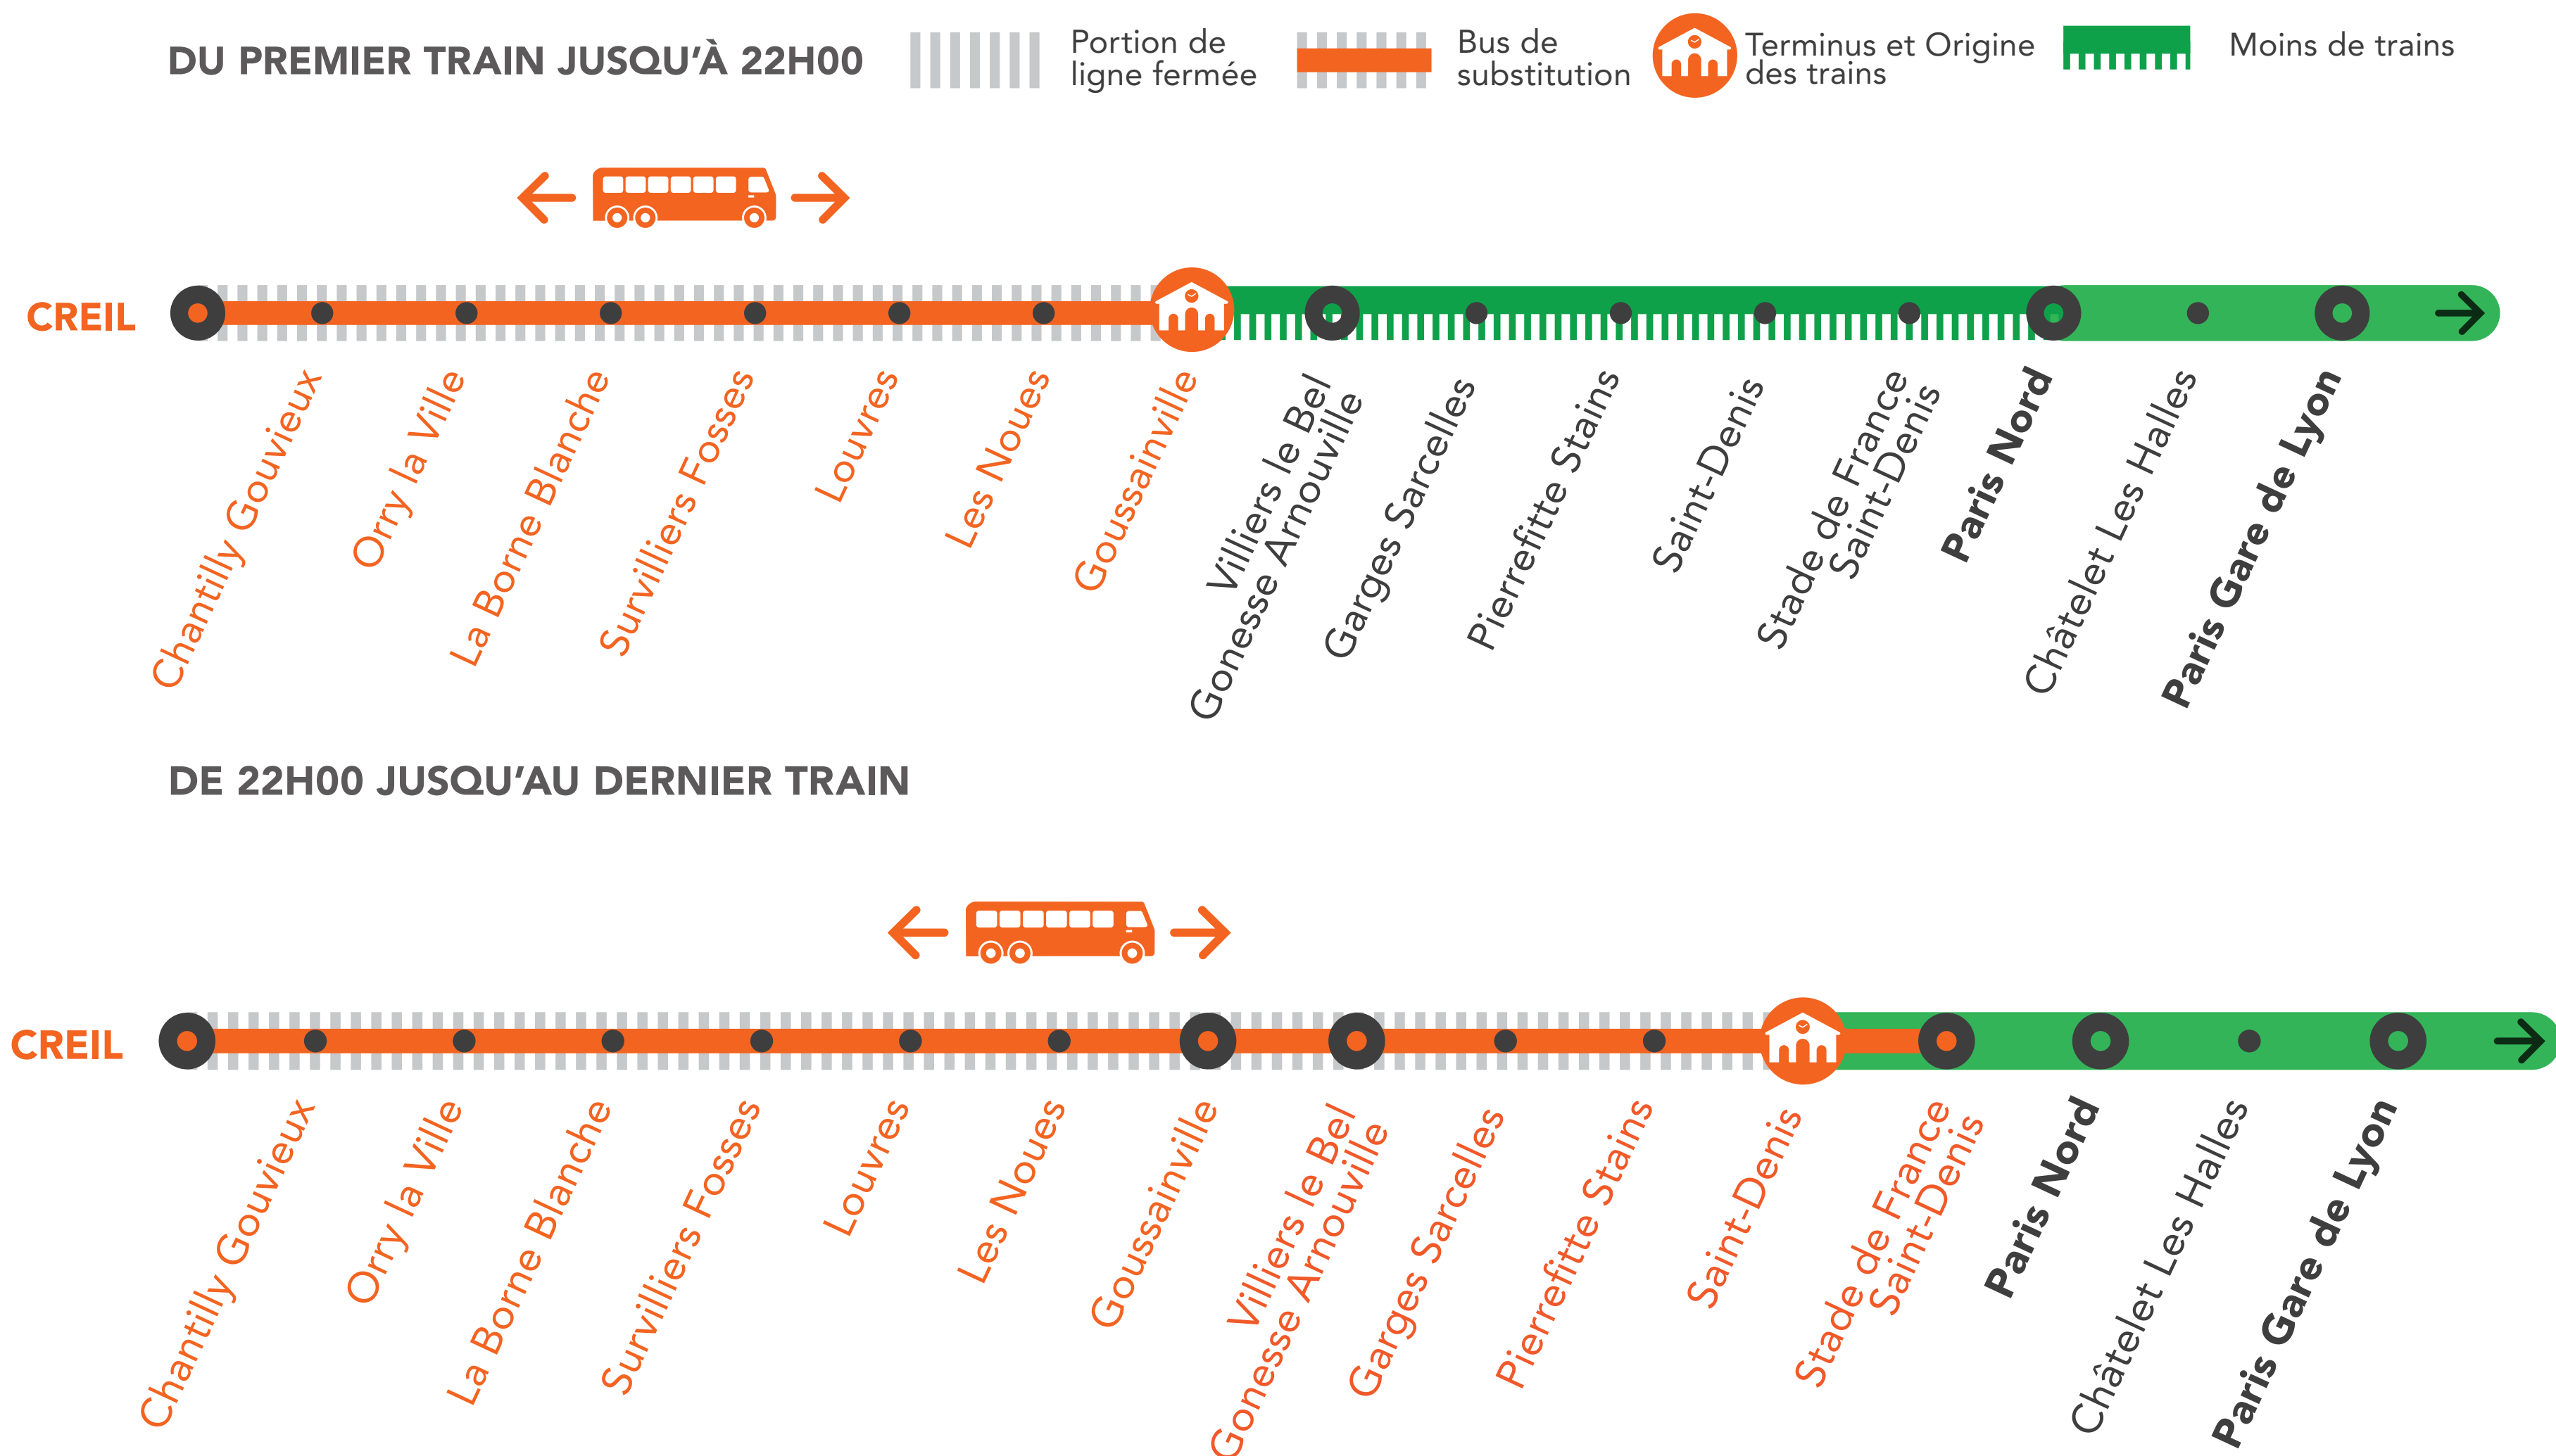 DU PREMIER TRAIN JUSQU'À 22H00
Portion de
ligne fermée
Bus de
substitution
Terminus et Origine
des trains
Moins de trains
CREIL
Chantilly Gouvieux
Orry la Ville
La Borne Blanche
Survilliers Fosses
Louvres
Les Noues
Goussainville
Villiers le Bel
Gonesse Arnouville
Garges Sarcelles
Pierrefitte Stains
Saint-Denis
Stade de France
Saint-Denis
Paris Nord
Châtelet Les Halles
Paris Gare de Lyon
DE 22H00 JUSQU'AU DERNIER TRAIN
CREIL
Chantilly Gouvieux
Orry la Ville
La Borne Blanche
Survilliers Fosses
Louvres
Les Noues
Goussainville
Villiers le Bel
Gonesse Arnouville
Garges Sarcelles
Pierrefitte Stains
Saint-Denis
Stade de France
Saint-Denis
Paris Nord
Châtelet Les Halles
Paris Gare de Lyon